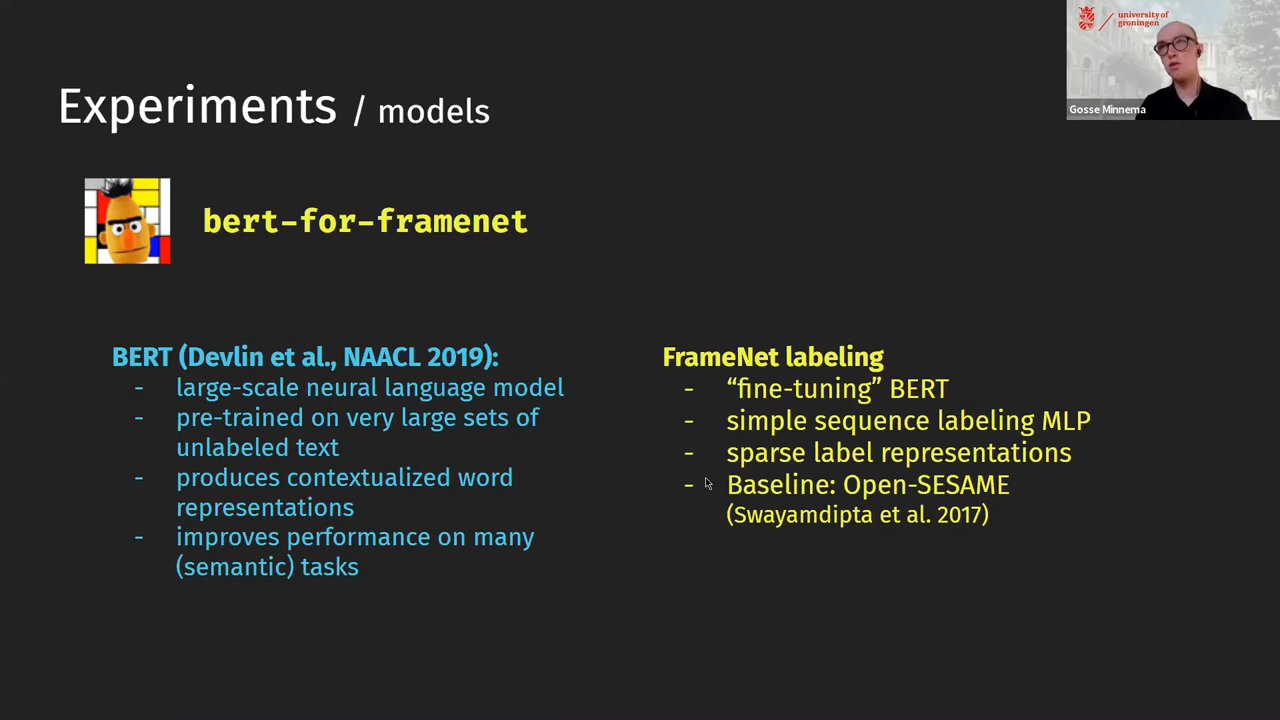 university of
groningen
Gosse Minnema
Experiments / models
bert-for-framenet
BERT (Devlin et al., NAACL 2019):
- large-scale neural language model
- pre-trained on very large sets of
unlabeled text
- produces contextualized word
representations
- improves performance on many
(semantic) tasks
FrameNet labeling
- “fine-tuning” BERT
- simple sequence labeling MLP
- sparse label representations
- Baseline: Open-SESAME
(Swayamdipta et al. 2017)